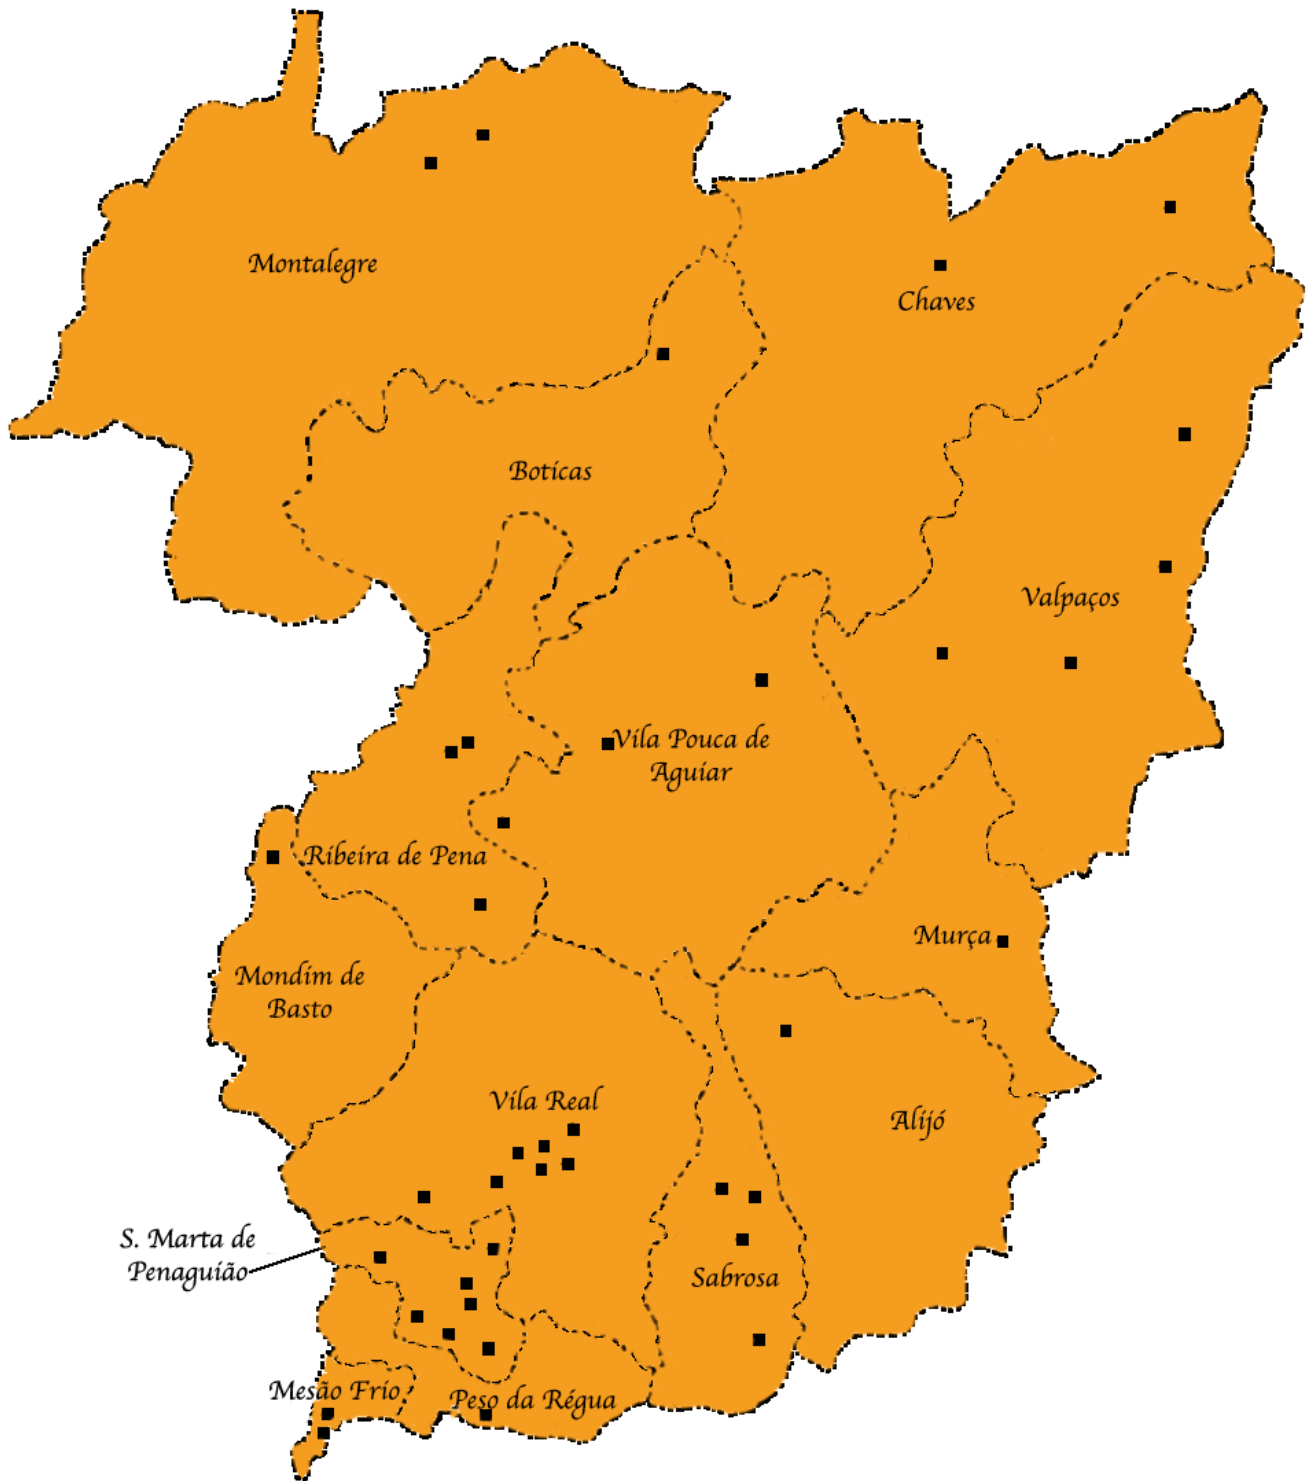 Montalegre
Chaves
Boticas
Valpaços
Vila Pouca de
Aguiar
Ribeira de Pena
Murça
Mondim de
Basto
Vila Real
Alijó
S. Marta de
Penaguião
Sabrosa
Mesão Frio
Peso da Régua